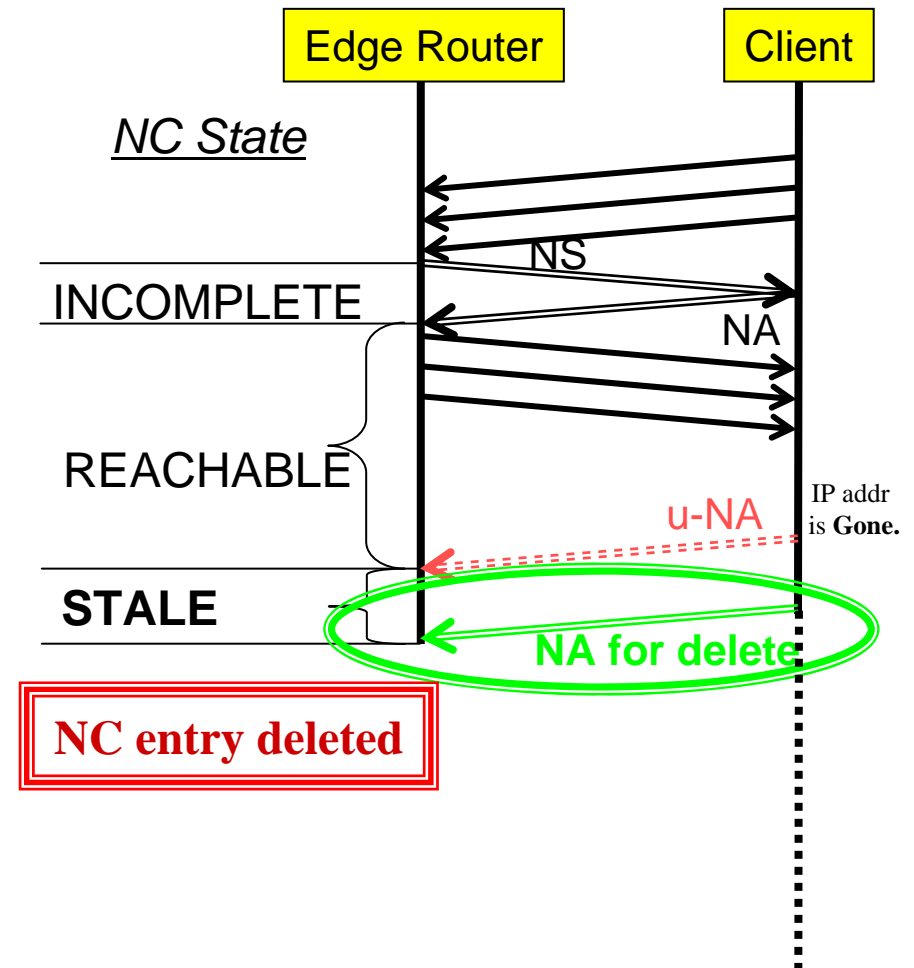 Edge Router
Client
NC State
NS
INCOMPLETE
NA
REACHABLE
IP addr
is Gone.
u-NA
STALE
NA for delete
NC entry deleted